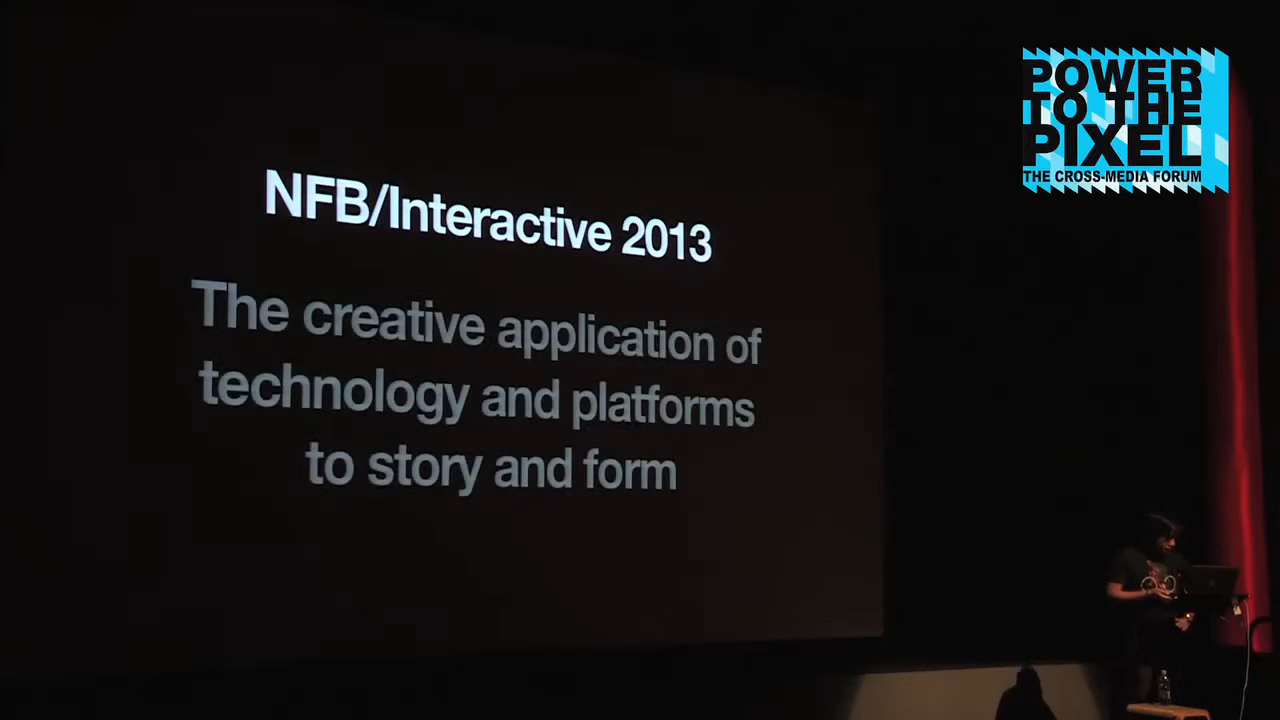 NFB/Interactive 2013
The creative application of
technology and platforms
to story and form
POWER
TO THE
PIXEL
THE CROSS-MEDIA FORUM